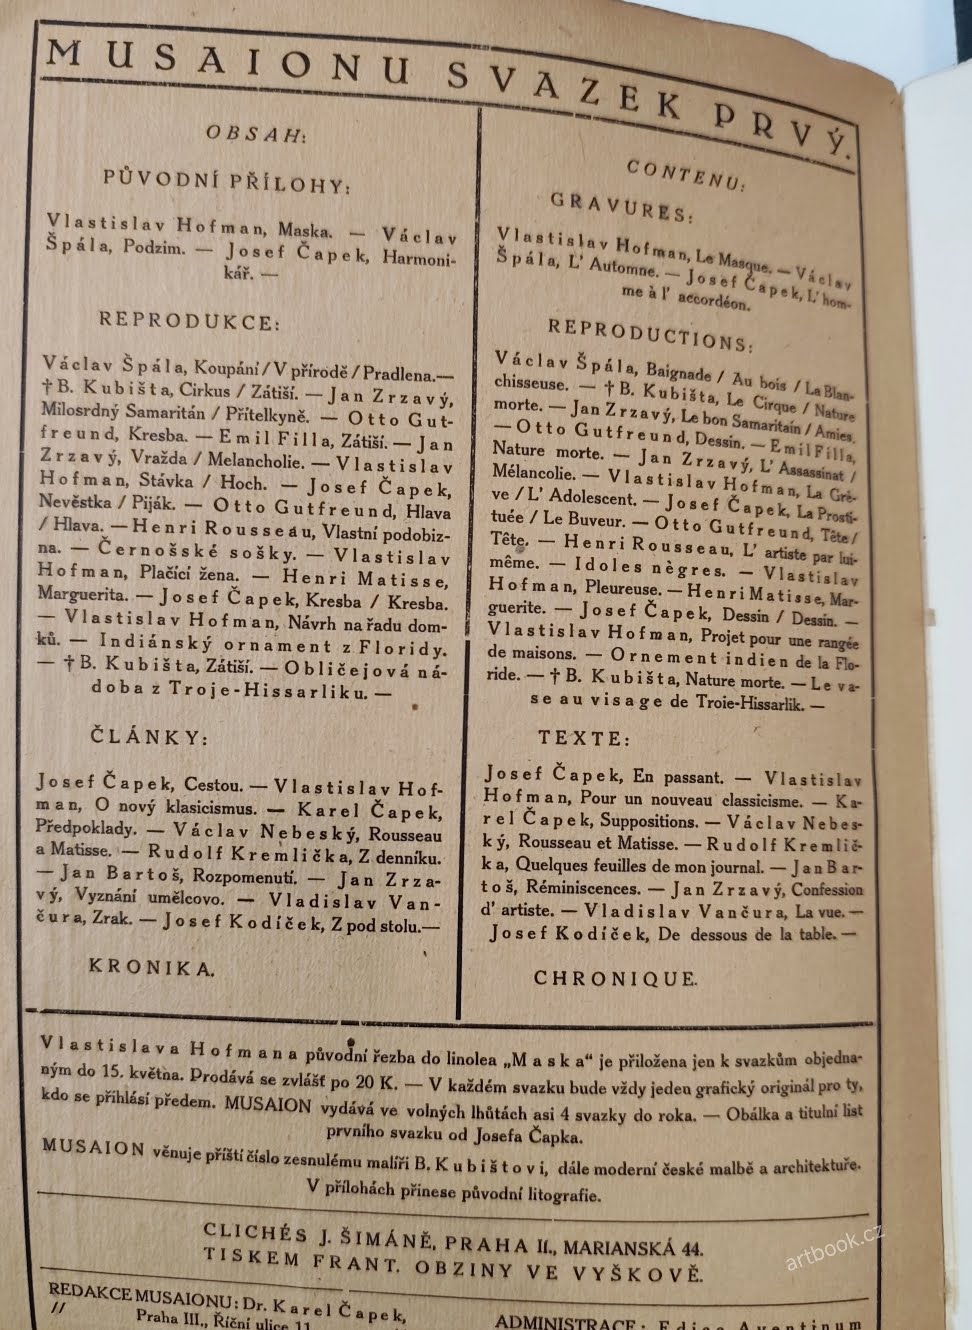 MUSAIONU SVAZEK PRVÝ.
OBSAH:
PŮVODNÍ PŘÍLOHY:
Vlastislav Hofman, Maska. — Václav
Špála, Podzim. — Josef Čapek, Harmoni-
kář. —
REPRODUKCE:
Václav Špála, Koupání / V přírodě / Pradlena. —
† B. Kubišta, Cirkus / Zátiší. — Jan Zrzavý,
Milosrdný Samaritán / Přítelkyně. — Otto Gut-
freund, Kresba. — Emil Filla, Zátiší. — Jan
Zrzavý, Vražda / Melancholie. — Vlastislav
Hofman, Stávka / Hoch. — Josef Čapek,
Nevěstka / Piják. — Otto Gutfreund, Hlava
/ Hlava. — Henri Rousseau, Vlastní podobiz-
na. — Černošské sošky. — Vlastislav
Hofman, Plačící žena. — Henri Matisse,
Marguerita. — Josef Čapek, Kresba / Kresba.
— Vlastislav Hofman, Návrh na řadu dom-
ků. — Indiánský ornament z Floridy.
— † B. Kubišta, Zátiší. — Obličejová ná-
doba z Troje-Hissarliku. —
ČLÁNKY:
Josef Čapek, Cestou. — Vlastislav Hof-
man, O nový klasicismus. — Karel Čapek,
Předpoklady. — Václav Nebeský, Rousseau
a Matisse. — Rudolf Kremlička, Z denníku.
— Jan Bartoš, Rozpomenutí. — Jan Zrza-
vý, Vyznání umělcovo. — Vladislav Van-
čura, Zrak. — Josef Kodíček, Z pod stolu. —
KRONIKA.
CONTENU:
GRAVURES:
Vlastislav Hofman, Le Masque. — Václav
Špála, L' Automne. — Josef Čapek, L' hom-
me à l' accordéon.
REPRODUCTIONS:
Václav Špála, Baignade / Au bois / La Blan-
chisseuse. — † B. Kubišta, Le Cirque / Nature
morte. — Jan Zrzavý, Le bon Samaritain / Amies.
— Otto Gutfreund, Dessin. — Emil Filla,
Nature morte. — Jan Zrzavý, L' Assassinat /
Mélancolie. — Vlastislav Hofman, La Grê-
ve / L' Adolescent. — Josef Čapek, La Prosti-
tuée / Le Buveur. — Otto Gutfreund, Tête /
Tête. — Henri Rousseau, L' artiste par lui-
même. — Idoles nègres. — Vlastislav
Hofman, Pleureuse. — Henri Matisse, Mar-
guerite. — Josef Čapek, Dessin / Dessin. —
Vlastislav Hofman, Projet pour une rangée
de maisons. — Ornement indien de la Flo-
ride. — † B. Kubišta, Nature morte. — Le va-
se au visage de Troie-Hissarlik. —
TEXTE:
Josef Čapek, En passant. — Vlastislav
Hofman, Pour un nouveau classicisme. — Ka-
rel Čapek, Suppositions. — Václav Nebes-
ký, Rousseau et Matisse. — Rudolf Kremlič-
ka, Quelques feuilles de mon journal. — Jan Bar-
toš, Réminiscences. — Jan Zrzavý, Confession
d' artiste. — Vladislav Vančura, La vue. —
Josef Kodíček, De dessous de la table. —
CHRONIQUE.
Vlastislava Hofmana původní řezba do linolea „Maska“ je přiložena jen k svazkům objedna-
ným do 15. května. Prodává se zvlášť po 20 K. — V každém svazku bude vždy jeden grafický originál pro ty,
kdo se přihlásí předem. MUSAION vydává ve volných lhůtách asi 4 svazky do roka. — Obálka a titulní list
prvního svazku od Josefa Čapka.
MUSAION věnuje příští číslo zesnulému malíři B. Kubištovi, dále moderní české malbě a architektuře.
V přílohách přinese původní litografie.
CLICHÉS J. ŠIMÁNĚ, PRAHA II., MARIANSKÁ 44.
TISKEM FRANT. OBZINY VE VYŠKOVĚ.
artbook.cz
REDAKCE MUSAIONU: Dr. Karel Čapek,
// Praha III., Říční ulice 11
ADMINISTRACE: Edice Aventinum